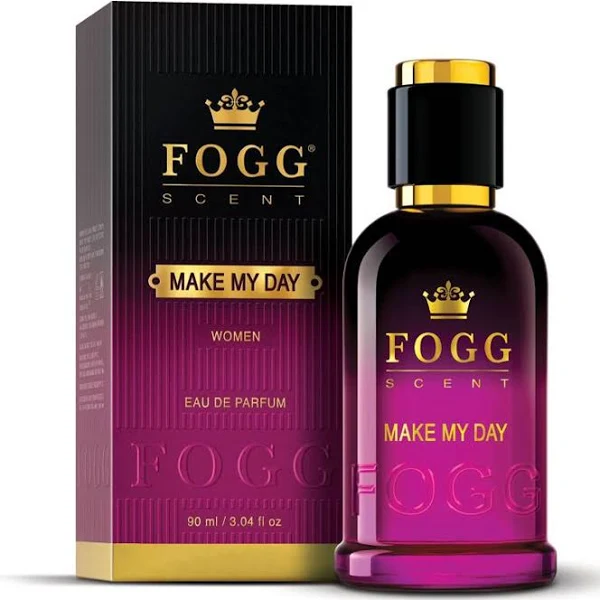 FOGG®
SCENT
MAKE MY DAY
WOMEN
EAU DE PARFUM
FOGG
90 ml / 3.04 fl oz
FOGG
SCENT
MAKE MY DAY
FOGG